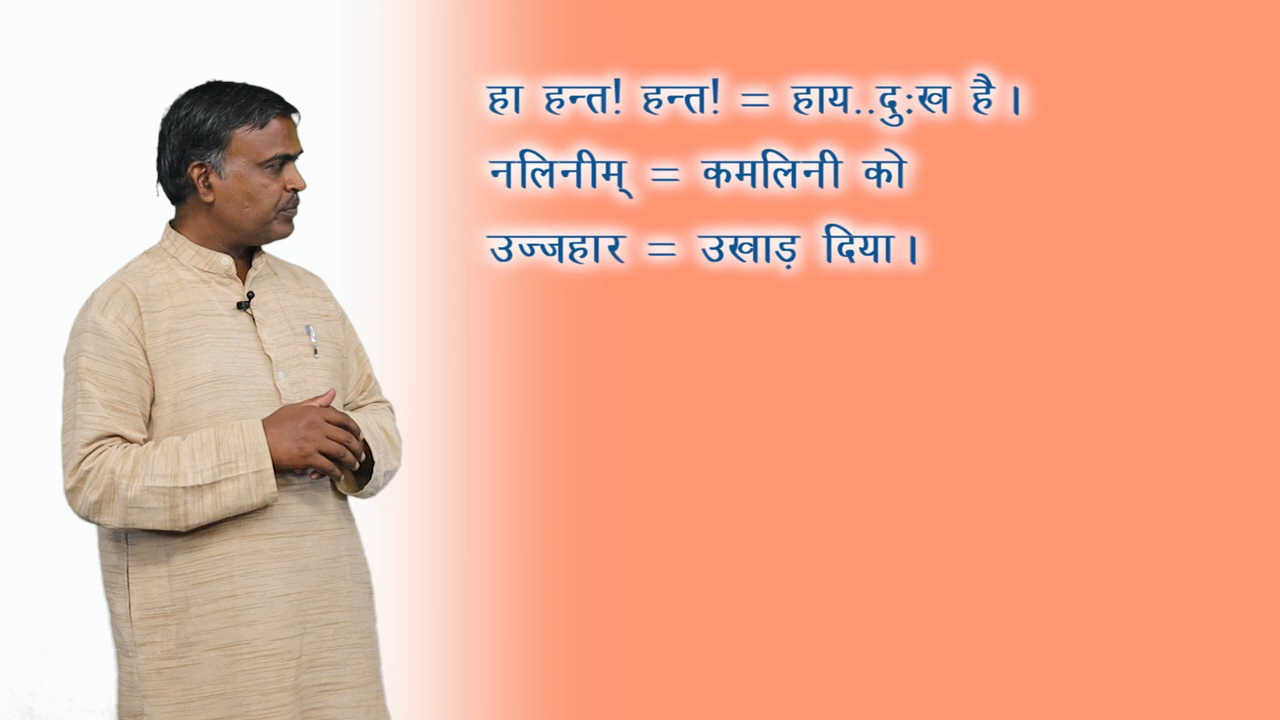 हा हन्त! हन्त! = हाय..दुःख है।
नलिनीम् = कमलिनी को
उज्जहार = उखाड़ दिया।